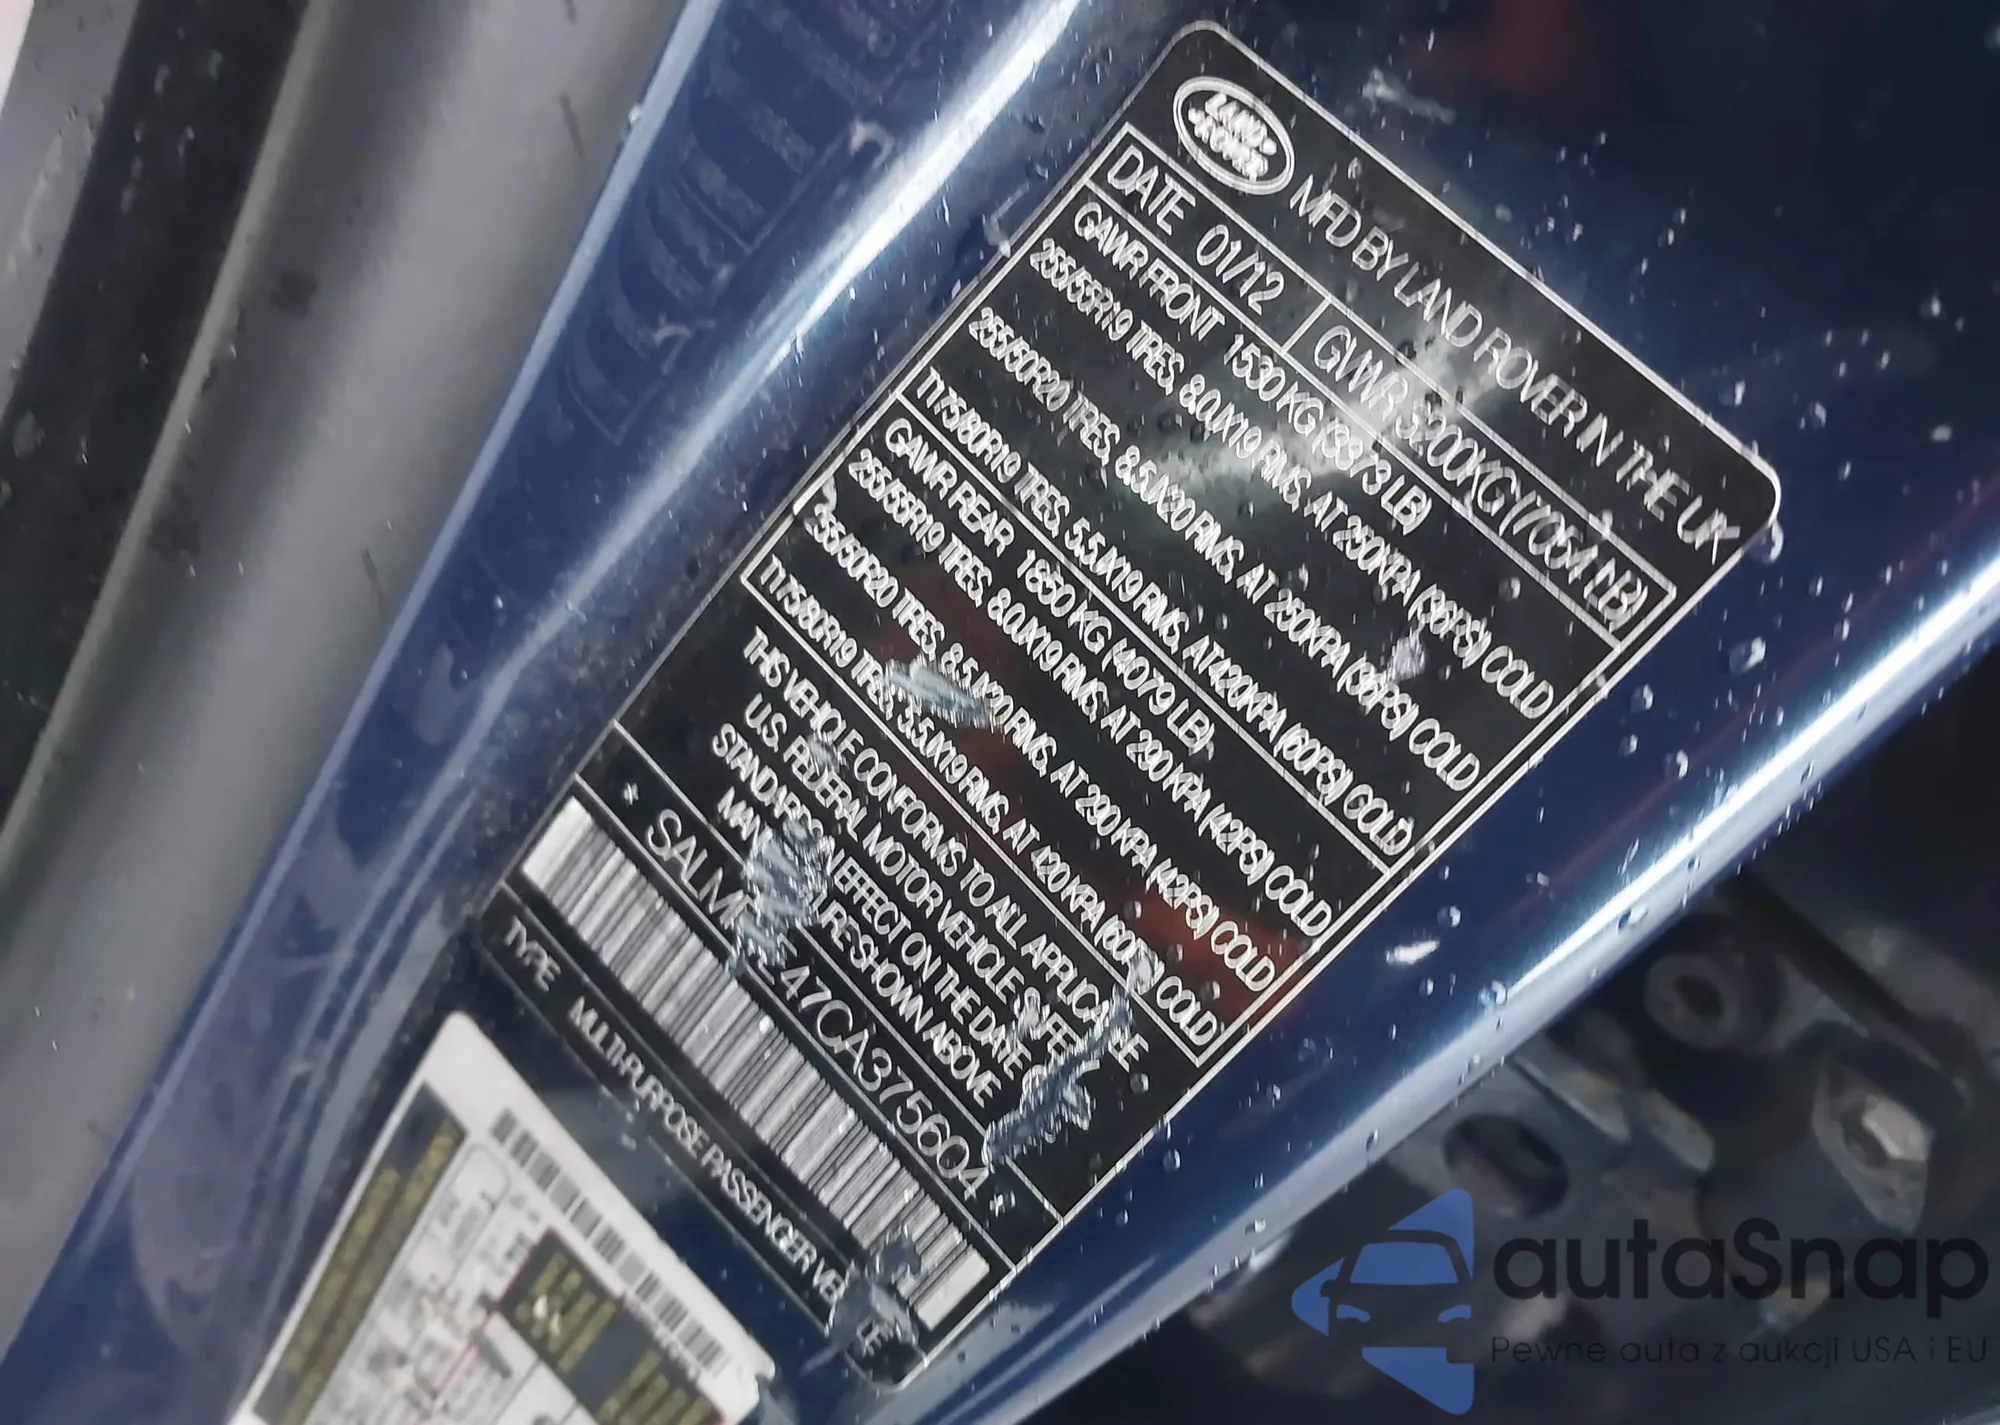 LAND
ROVER
MFD BY LAND ROVER IN THE UK
DATE 01/12 GVWR 3200KG (7054 LB)
GAWR FRONT 1530 KG (3373 LB)
255/55R19 TIRES, 8.0JX19 RIMS, AT 250KPA (36PSI) COLD
255/50R20 TIRES, 8.5JX20 RIMS, AT 250KPA (36PSI) COLD
T175/80R19 TIRES, 5.5JX19 RIMS, AT 420KPA (60PSI) COLD
GAWR REAR 1850 KG (4079 LB)
255/55R19 TIRES, 8.0JX19 RIMS, AT 290 KPA (42PSI) COLD
255/50R20 TIRES, 8.5JX20 RIMS, AT 290 KPA (42PSI) COLD
T175/80R19 TIRES, 5.5JX19 RIMS, AT 420 KPA (60PSI) COLD
THIS VEHICLE CONFORMS TO ALL APPLICABLE
U.S. FEDERAL MOTOR VEHICLE SAFETY
STANDARDS IN EFFECT ON THE DATE OF
MANUFACTURE SHOWN ABOVE
* 47CA375604 *
TYPE MULTI-PURPOSE PASSENGER VEHICLE
autaSnap
Pewne auta z aukcji USA i EU